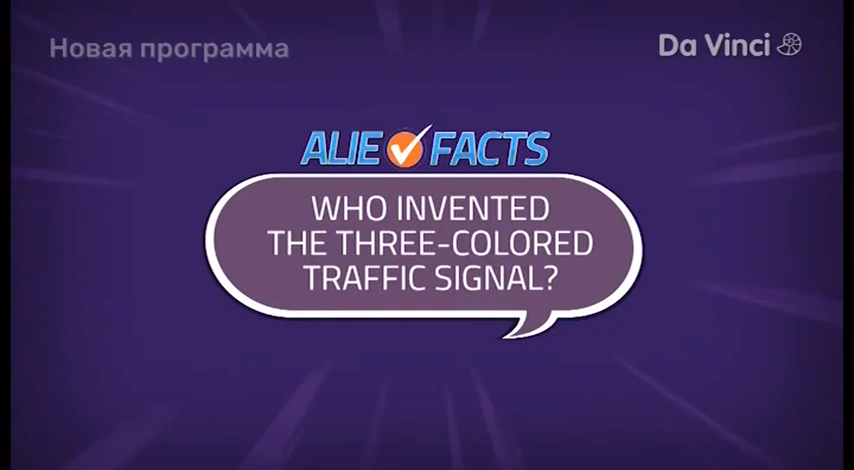 Новая программа
Da Vinci
ALIE FACTS
WHO INVENTED
THE THREE-COLORED
TRAFFIC SIGNAL?